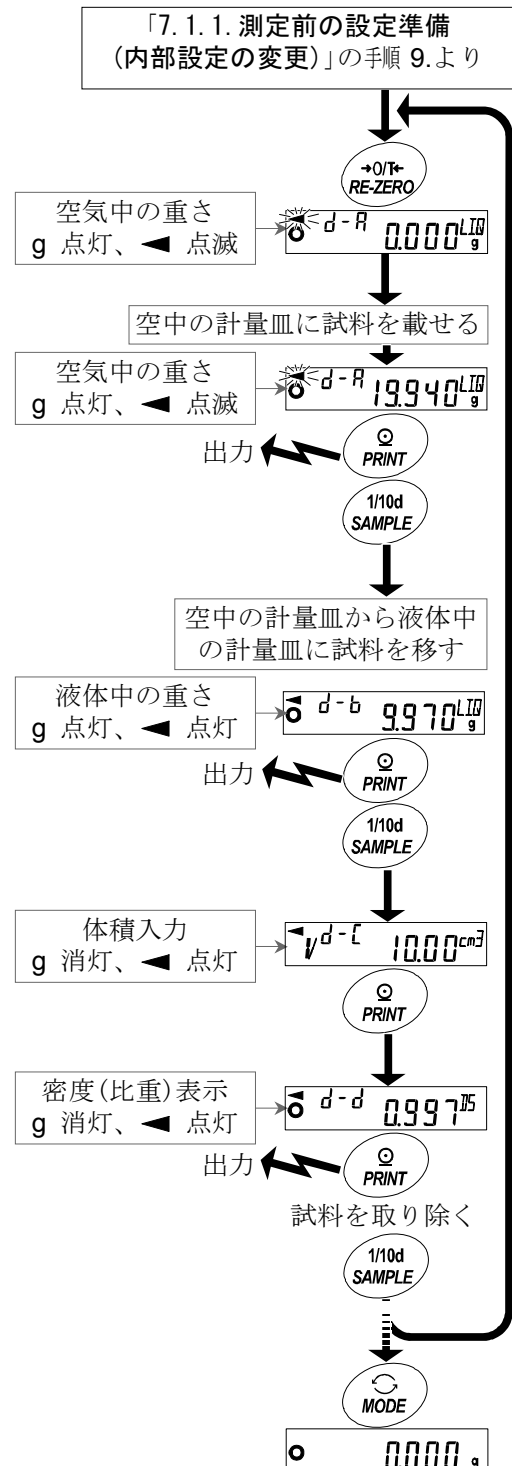 「7.1.1.測定前の設定準備
(内部設定の変更)」の手順 9.より
→0/T←
RE-ZERO
空気中の重さ
g 点灯、◀ 点滅
d-A 0.000 LIQ g
空中の計量皿に試料を載せる
空気中の重さ
g 点灯、◀ 点滅
d-A 19.940 LIQ g
出力
PRINT
1/10d
SAMPLE
空中の計量皿から液体中
の計量皿に試料を移す
液体中の重さ
g 点灯、◀ 点灯
d-b 9.970 LIQ g
出力
PRINT
1/10d
SAMPLE
体積入力
g 消灯、◀ 点灯
V d-C 10.00 cm3
PRINT
密度(比重)表示
g 消灯、◀ 点灯
d-d 0.997 DS
出力
PRINT
試料を取り除く
1/10d
SAMPLE
MODE
0.000 g